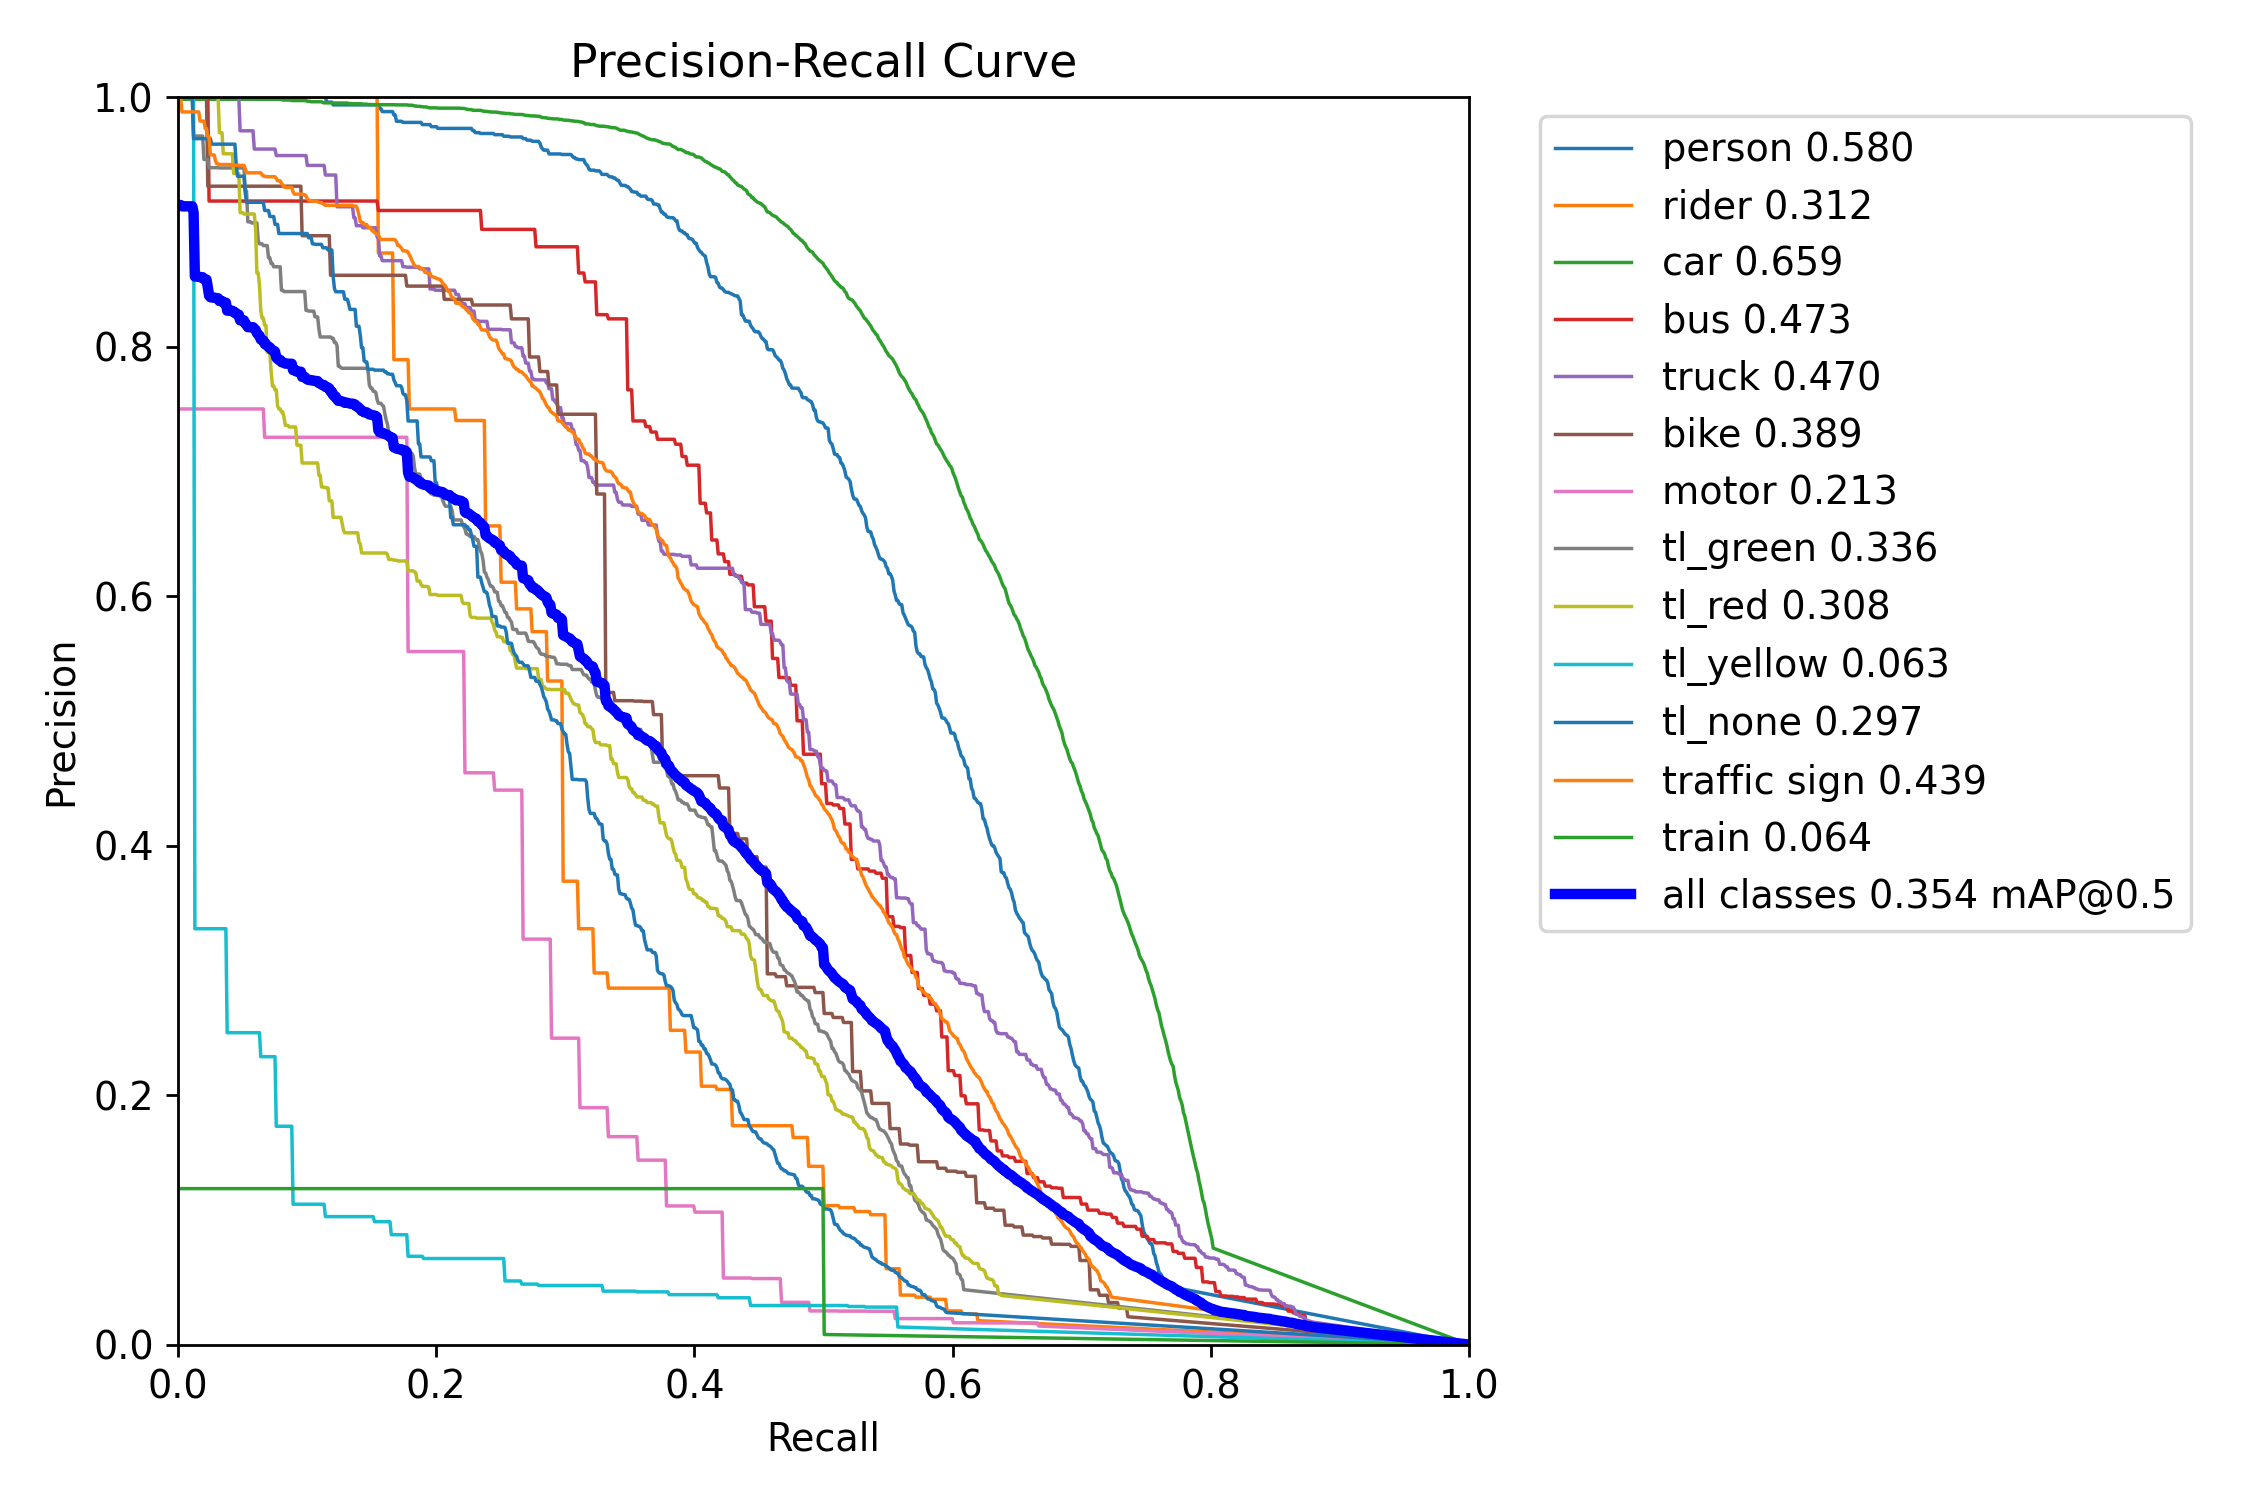 Precision-Recall Curve
1.0
0.8
0.6
0.4
0.2
0.0
Precision
0.0 0.2 0.4 0.6 0.8 1.0
Recall
person 0.580
rider 0.312
car 0.659
bus 0.473
truck 0.470
bike 0.389
motor 0.213
tl_green 0.336
tl_red 0.308
tl_yellow 0.063
tl_none 0.297
traffic sign 0.439
train 0.064
all classes 0.354 mAP@0.5